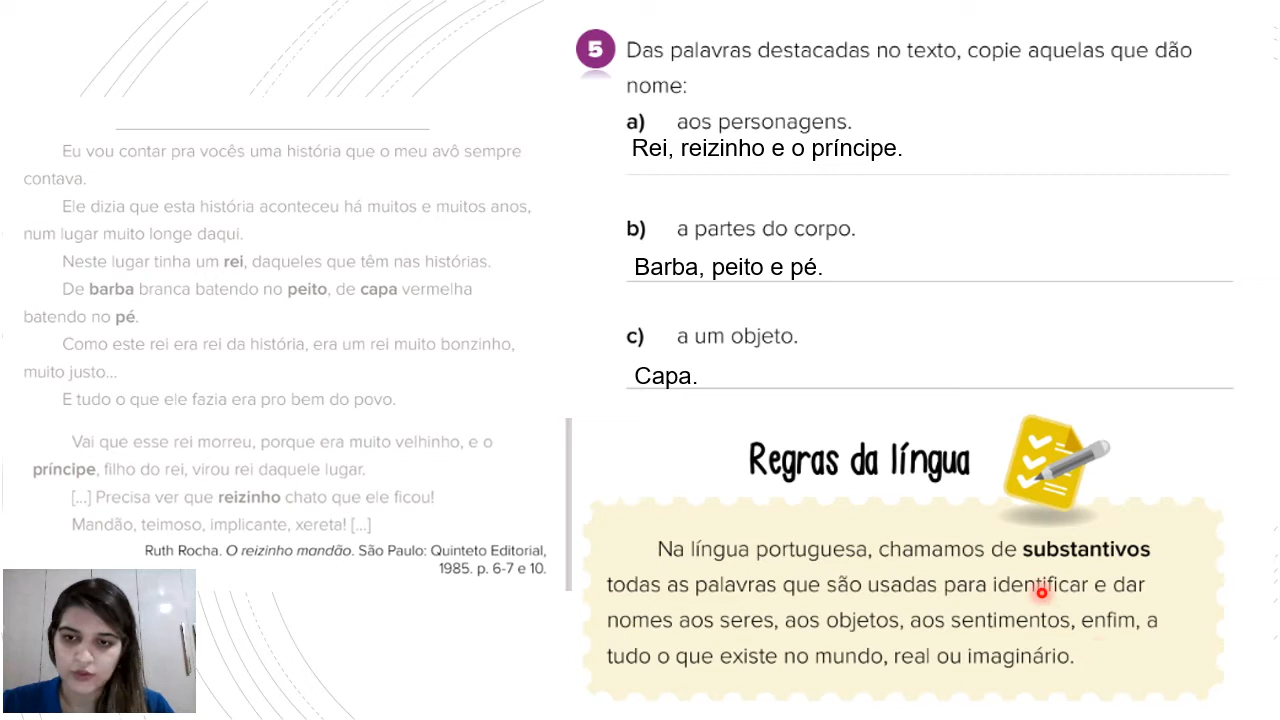 Eu vou contar pra vocês uma história que o meu avô sempre
contava.
Ele dizia que esta história aconteceu há muitos e muitos anos,
num lugar muito longe daqui.
Neste lugar tinha um rei, daqueles que têm nas histórias.
De barba branca batendo no peito, de capa vermelha
batendo no pé.
Como este rei era rei da história, era um rei muito bonzinho,
muito justo...
E tudo o que ele fazia era pro bem do povo.
Vai que esse rei morreu, porque era muito velhinho, e o
príncipe, filho do rei, virou rei daquele lugar.
[...] Precisa ver que reizinho chato que ele ficou!
Mandão, teimoso, implicante, xereta! [...]
Ruth Rocha. O reizinho mandão. São Paulo: Quinteto Editorial,
1985. p. 6-7 e 10.
5 Das palavras destacadas no texto, copie aquelas que dão
nome:
a) aos personagens.
Rei, reizinho e o príncipe.
b) a partes do corpo.
Barba, peito e pé.
c) a um objeto.
Capa.
Regras da língua
Na língua portuguesa, chamamos de substantivos
todas as palavras que são usadas para identificar e dar
nomes aos seres, aos objetos, aos sentimentos, enfim, a
tudo o que existe no mundo, real ou imaginário.